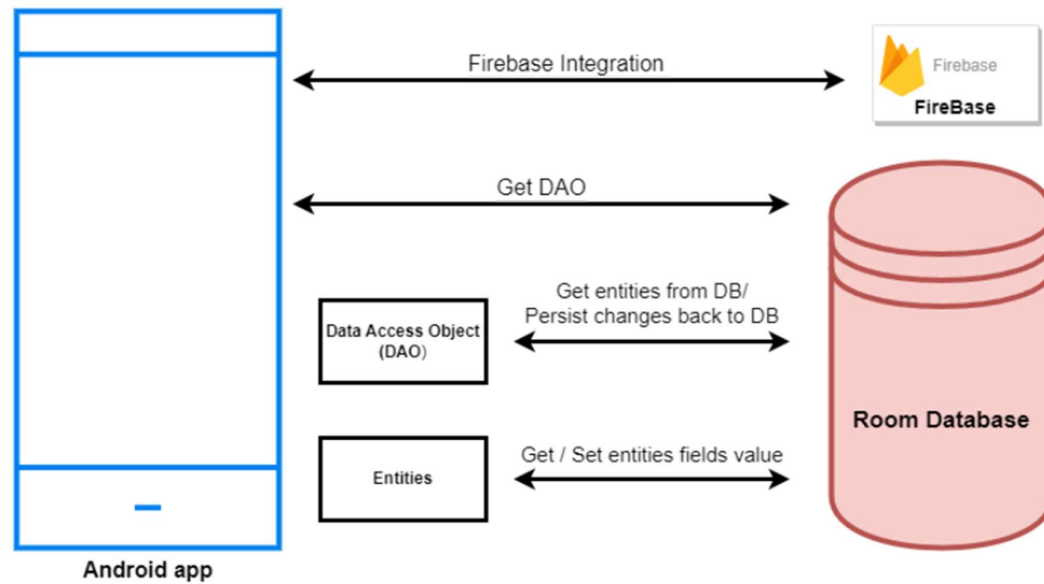 Firebase Integration
Firebase
FireBase
Get DAO
Get entities from DB/
Persist changes back to DB
Data Access Object
(DAO)
Room Database
Get / Set entities fields value
Entities
Android app